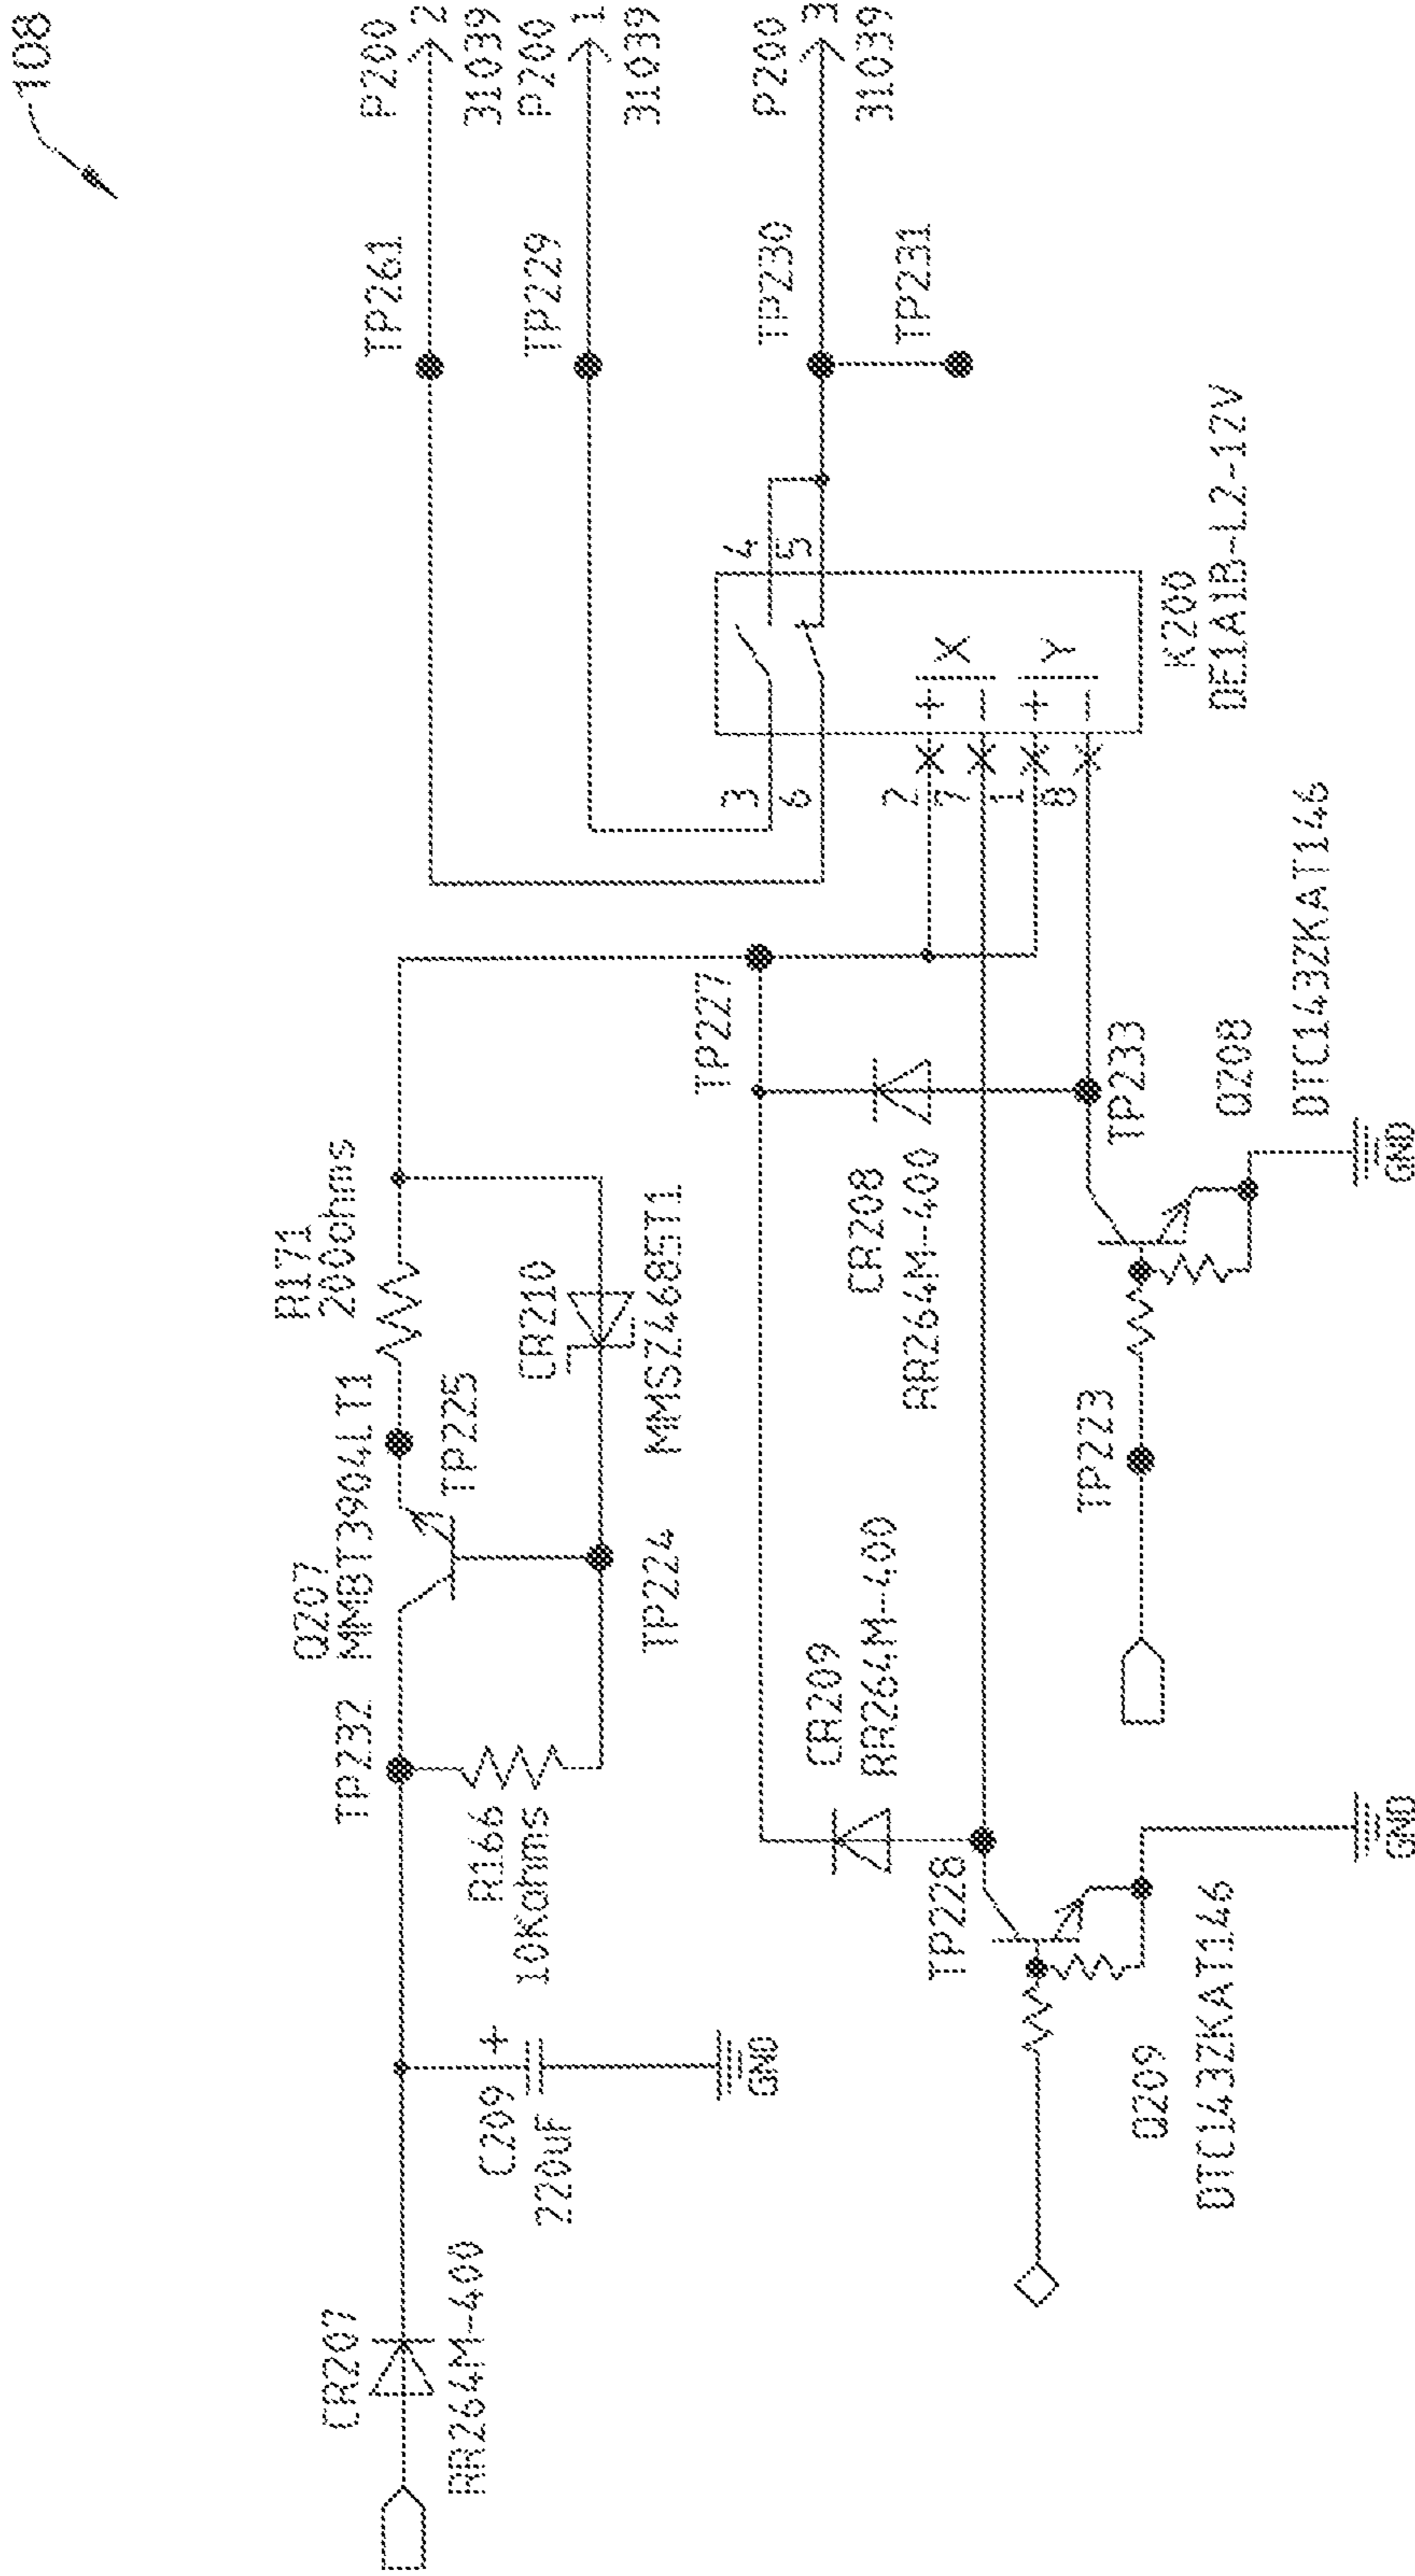 108
P200
2
31039
TP261
P200
1
31039
TP229
P200
3
31039
TP230
TP231
CR207
RR264M-400
C209
+
220uF
GND
TP232
R166
10Kohms
Q207
MMBT3904LT1
TP225
TP224
R171
200ohms
CR210
MMSZ4685T1
TP227
CR209
RR264M-400
CR208
RR264M-400
TP228
Q209
DTC143ZKAT146
GND
TP223
TP233
Q208
DTC143ZKAT146
GND
3
4
6
5
2
+
X
7
-
1
+
Y
8
-
K200
DE1A1B-L2-12V